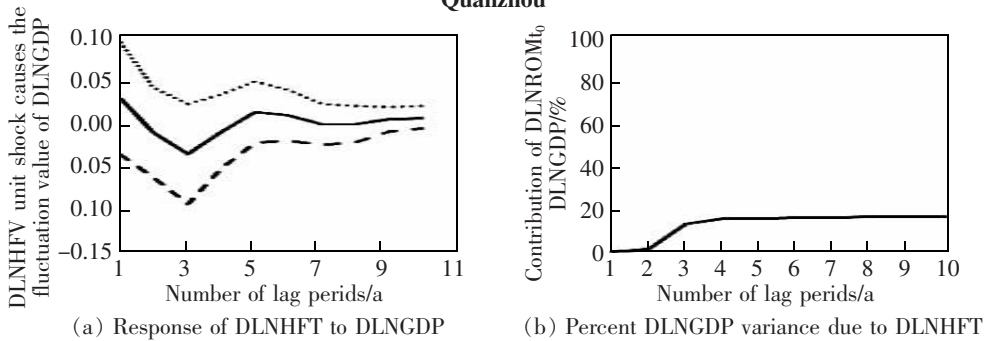 Quanzhou
DLNHFV unit shock causes the
fluctuation value of DLNGDP
0.10
0.05
0.00
0.05
0.10
–0.15
1 3 5 7 9 11
Number of lag perids/a
(a) Response of DLNHFT to DLNGDP
Contribution of DLNROMt0
DLNGDP/%
100
80
60
40
20
0
1 2 3 4 5 6 7 8 9 10
Number of lag perids/a
(b) Percent DLNGDP variance due to DLNHFT